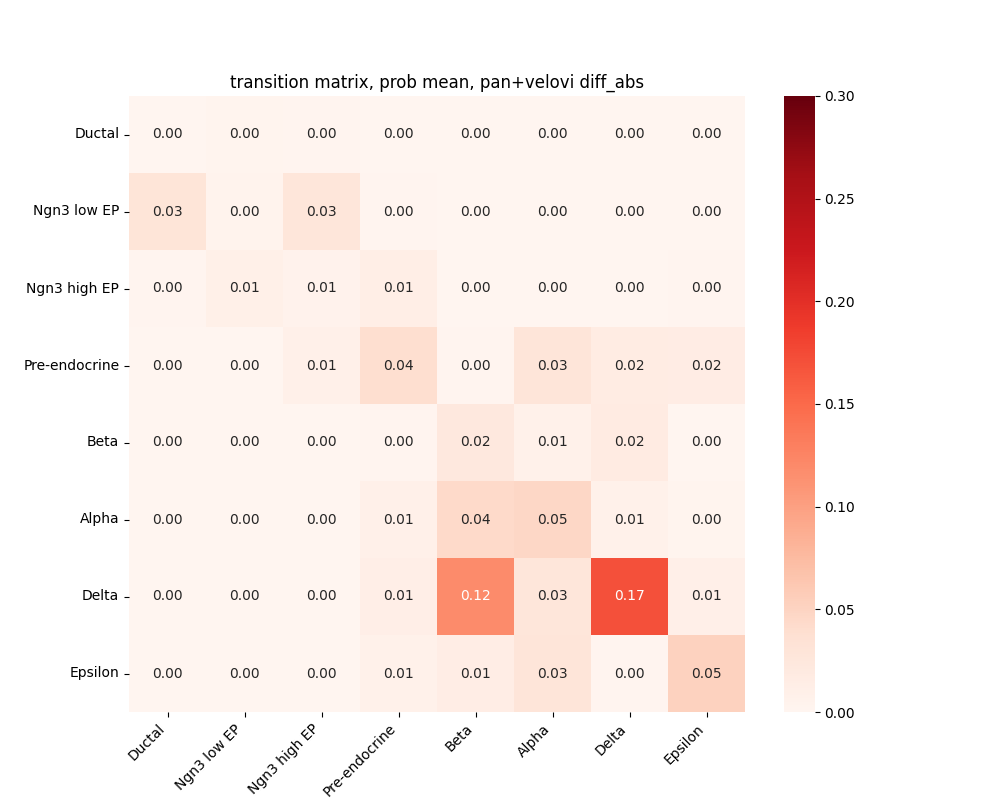 transition matrix, prob mean, pan+velovi diff_abs
Ductal 0.00 0.00 0.00 0.00 0.00 0.00 0.00 0.00
Ngn3 low EP 0.03 0.00 0.03 0.00 0.00 0.00 0.00 0.00
Ngn3 high EP 0.00 0.01 0.01 0.01 0.00 0.00 0.00 0.00
Pre-endocrine 0.00 0.00 0.01 0.04 0.00 0.03 0.02 0.02
Beta 0.00 0.00 0.00 0.00 0.02 0.01 0.02 0.00
Alpha 0.00 0.00 0.00 0.01 0.04 0.05 0.01 0.00
Delta 0.00 0.00 0.00 0.01 0.12 0.03 0.17 0.01
Epsilon 0.00 0.00 0.00 0.01 0.01 0.03 0.00 0.05
Ductal
Ngn3 low EP
Ngn3 high EP
Pre-endocrine
Beta
Alpha
Delta
Epsilon
0.30
0.25
0.20
0.15
0.10
0.05
0.00